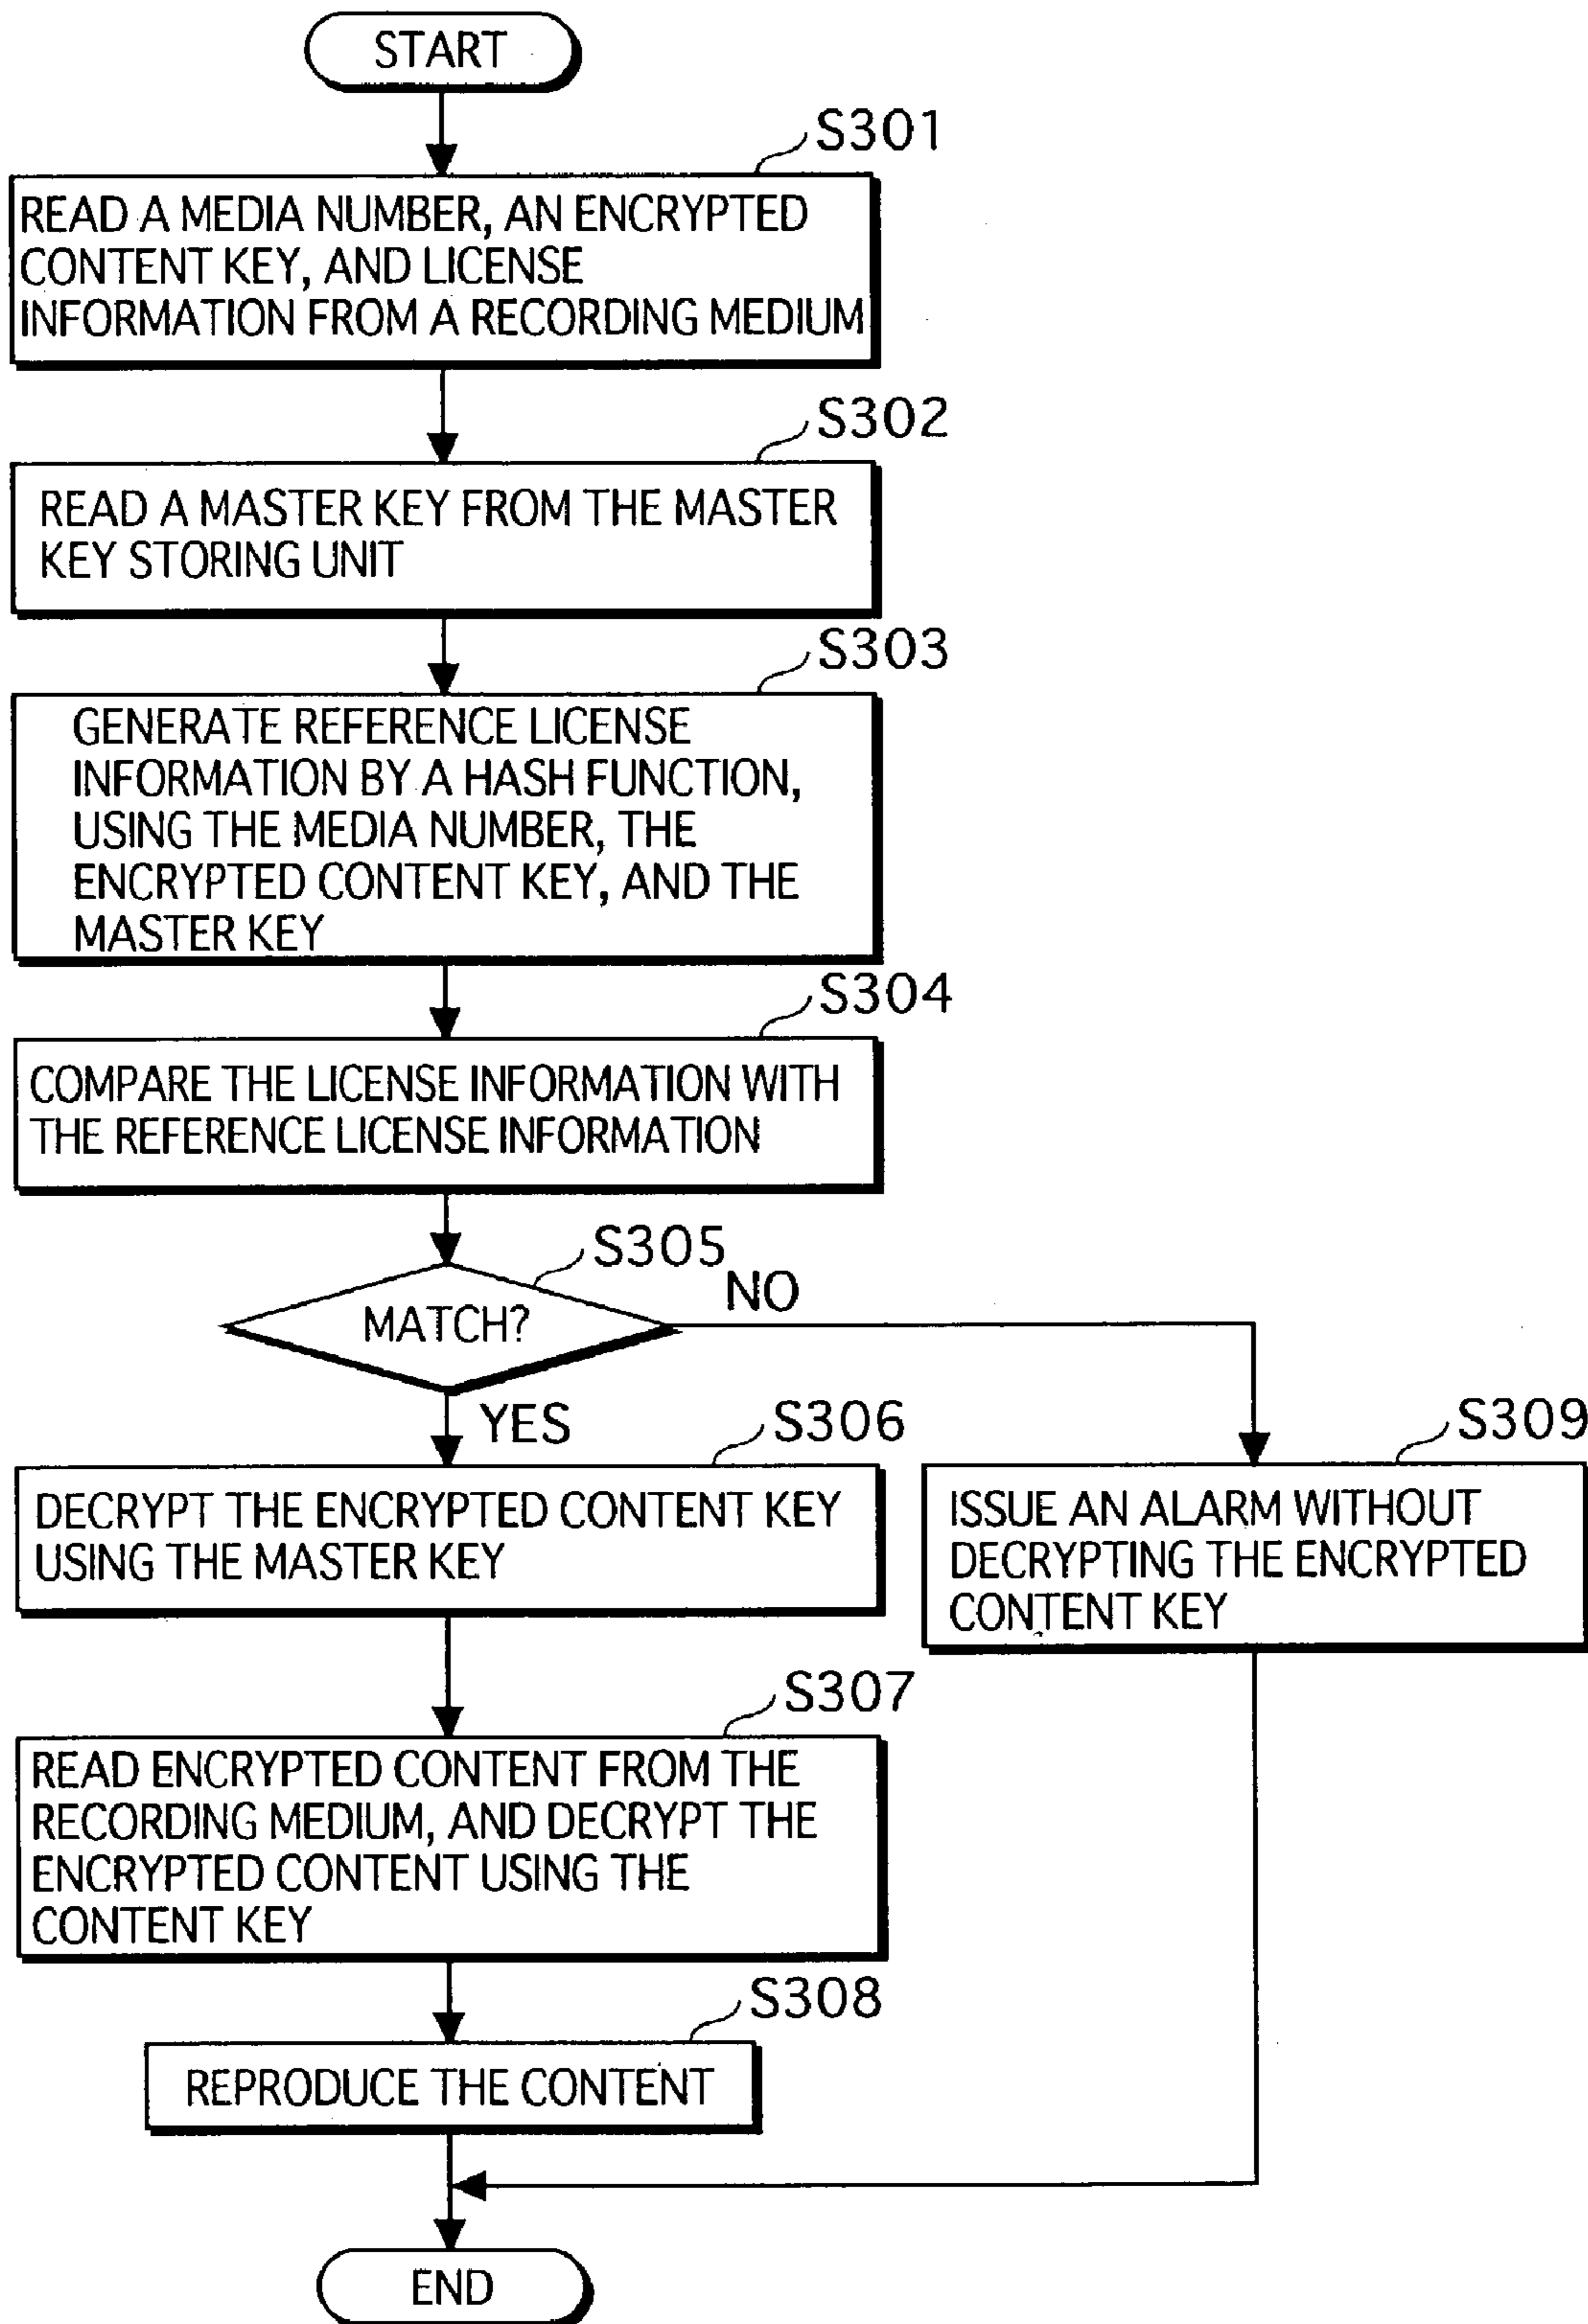 START
S301
READ A MEDIA NUMBER, AN ENCRYPTED
CONTENT KEY, AND LICENSE
INFORMATION FROM A RECORDING MEDIUM
S302
READ A MASTER KEY FROM THE MASTER
KEY STORING UNIT
S303
GENERATE REFERENCE LICENSE
INFORMATION BY A HASH FUNCTION,
USING THE MEDIA NUMBER, THE
ENCRYPTED CONTENT KEY, AND THE
MASTER KEY
S304
COMPARE THE LICENSE INFORMATION WITH
THE REFERENCE LICENSE INFORMATION
S305
NO
MATCH?
YES
S306
DECRYPT THE ENCRYPTED CONTENT KEY
USING THE MASTER KEY
S309
ISSUE AN ALARM WITHOUT
DECRYPTING THE ENCRYPTED
CONTENT KEY
S307
READ ENCRYPTED CONTENT FROM THE
RECORDING MEDIUM, AND DECRYPT THE
ENCRYPTED CONTENT USING THE
CONTENT KEY
S308
REPRODUCE THE CONTENT
END